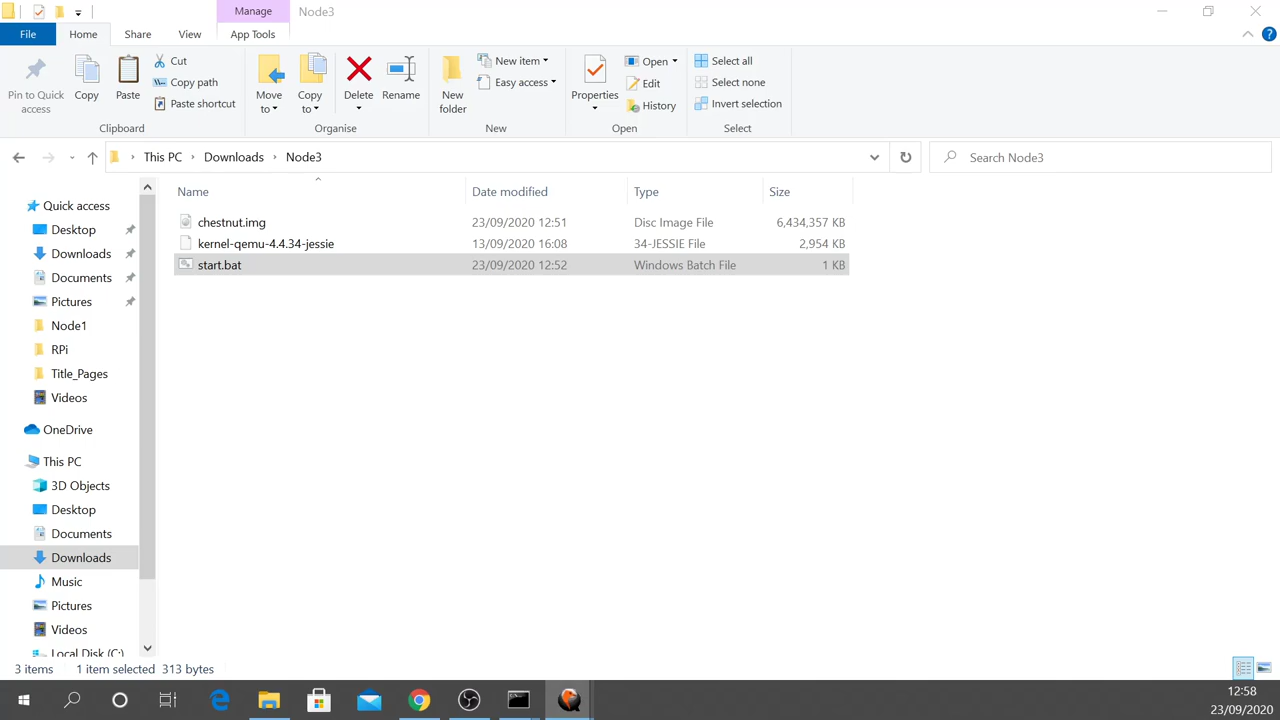 Manage
Node3
File
Home
Share
View
App Tools
Pin to Quick access
Copy
Paste
Cut
Copy path
Paste shortcut
Clipboard
Move to
Copy to
Delete
Rename
Organise
New folder
New item
Easy access
New
Properties
Open
Edit
History
Open
Select all
Select none
Invert selection
Select
This PC > Downloads > Node3
Search Node3
Name Date modified Type Size
chestnut.img 23/09/2020 12:51 Disc Image File 6,434,357 KB
kernel-qemu-4.4.34-jessie 13/09/2020 16:08 34-JESSIE File 2,954 KB
start.bat 23/09/2020 12:52 Windows Batch File 1 KB
Quick access
Desktop
Downloads
Documents
Pictures
Node1
RPi
Title_Pages
Videos
OneDrive
This PC
3D Objects
Desktop
Documents
Downloads
Music
Pictures
Videos
Local Disk (C:)
3 items 1 item selected 313 bytes
12:58
23/09/2020